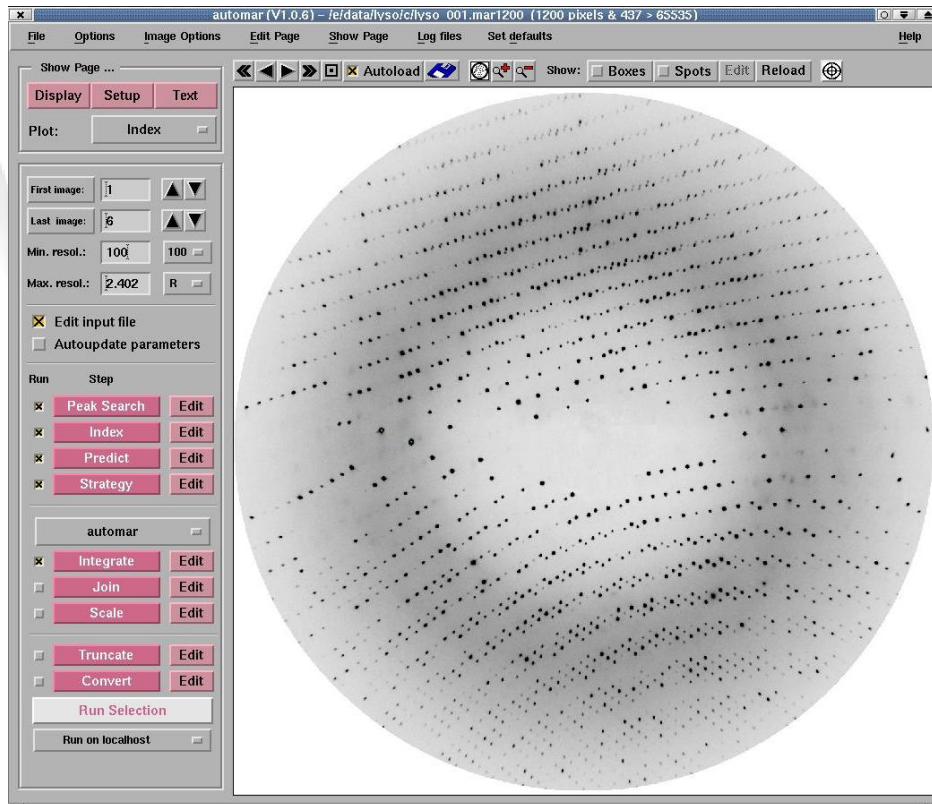 automar (V1.0.6) – /e/data/lyso/c/lyso_001.mar1200 (1200 pixels & 437 > 65535)
File Options Image Options Edit Page Show Page Log files Set defaults Help
Show Page ...
Autoload Show: Boxes Spots Edit Reload
Display Setup Text
Plot: Index
First image: 1
Last image: 6
Min. resol.: 100 100
Max. resol.: 2.402 R
Edit input file
Autoupdate parameters
Run Step
Peak Search Edit
Index Edit
Predict Edit
Strategy Edit
automar
Integrate Edit
Join Edit
Scale Edit
Truncate Edit
Convert Edit
Run Selection
Run on localhost